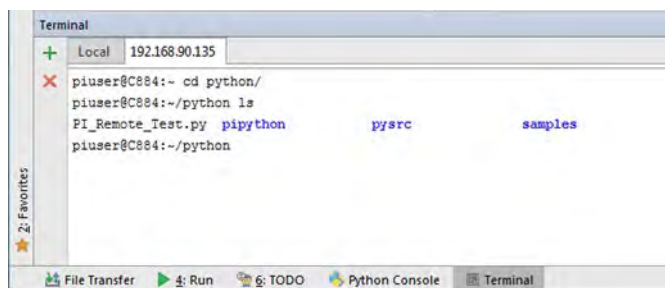 Terminal
Local 192.168.90.135
piuser@C884:~ cd python/
piuser@C884:~/python ls
PI_Remote_Test.py pipython pysrc samples
piuser@C884:~/python
2: Favorites
File Transfer 4: Run 6: TODO Python Console Terminal